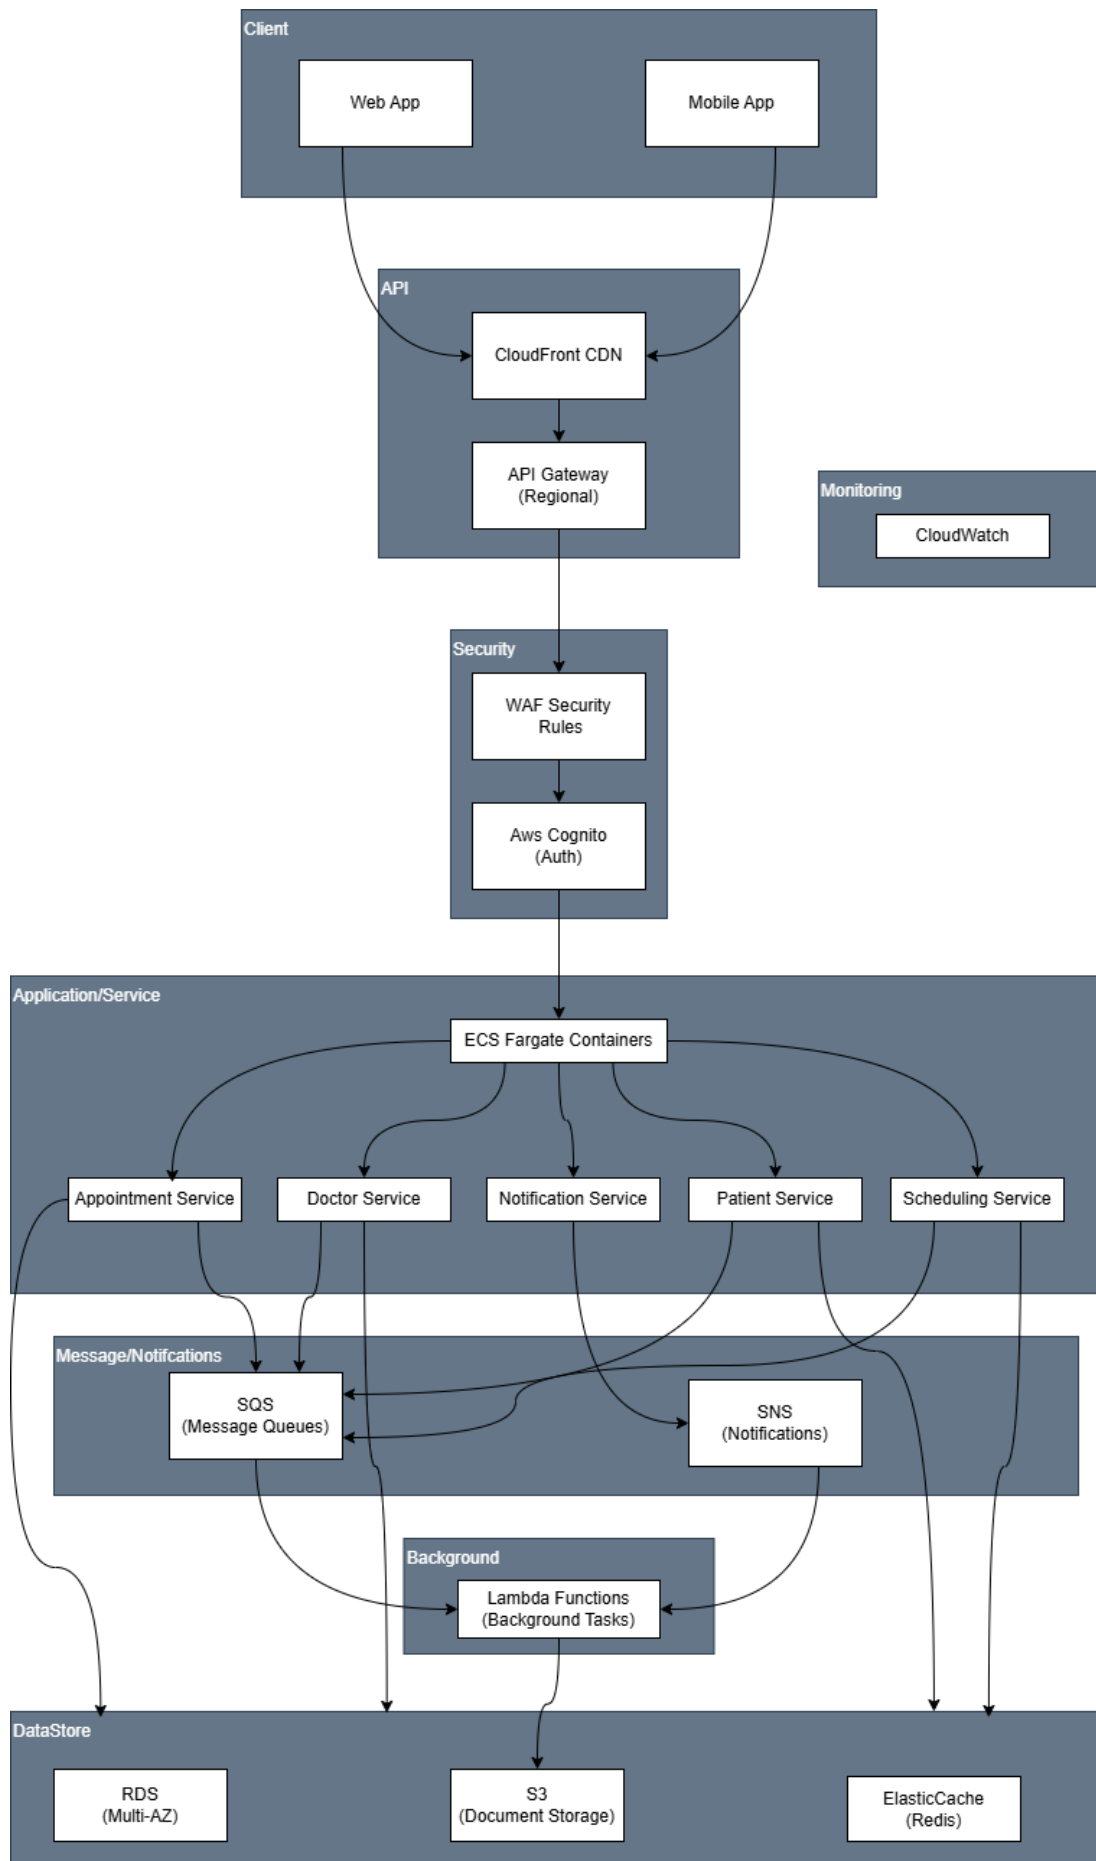 Client
Web App
Mobile App
API
CloudFront CDN
API Gateway
(Regional)
Monitoring
CloudWatch
Security
WAF Security
Rules
Aws Cognito
(Auth)
Application/Service
ECS Fargate Containers
Appointment Service
Doctor Service
Notification Service
Patient Service
Scheduling Service
Message/Notifcations
SQS
(Message Queues)
SNS
(Notifications)
Background
Lambda Functions
(Background Tasks)
DataStore
RDS
(Multi-AZ)
S3
(Document Storage)
ElasticCache
(Redis)